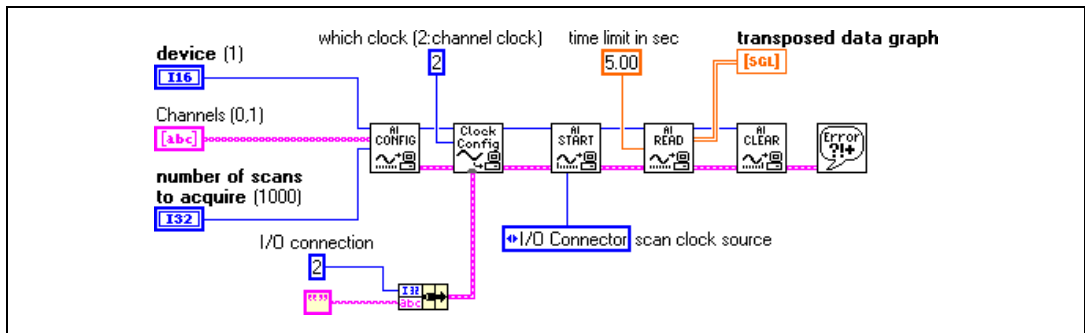 which clock (2:channel clock)
time limit in sec
transposed data graph
device (1)
2
5.00
[SGL]
I16
Channels (0,1)
[abc]
AI CONFIG
Clock Config
AI START
AI READ
AI CLEAR
Error ?!+
number of scans
to acquire (1000)
I32
I/O connection
I/O Connector scan clock source
2
I32
abc
""